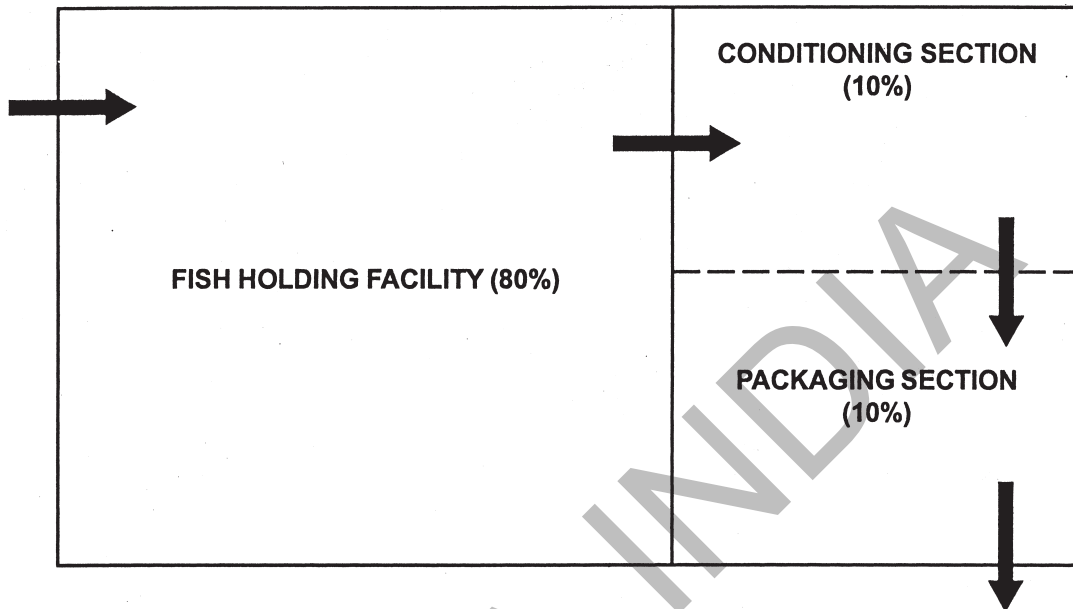 CONDITIONING SECTION
(10%)
FISH HOLDING FACILITY (80%)
PACKAGING SECTION
(10%)
INDIA